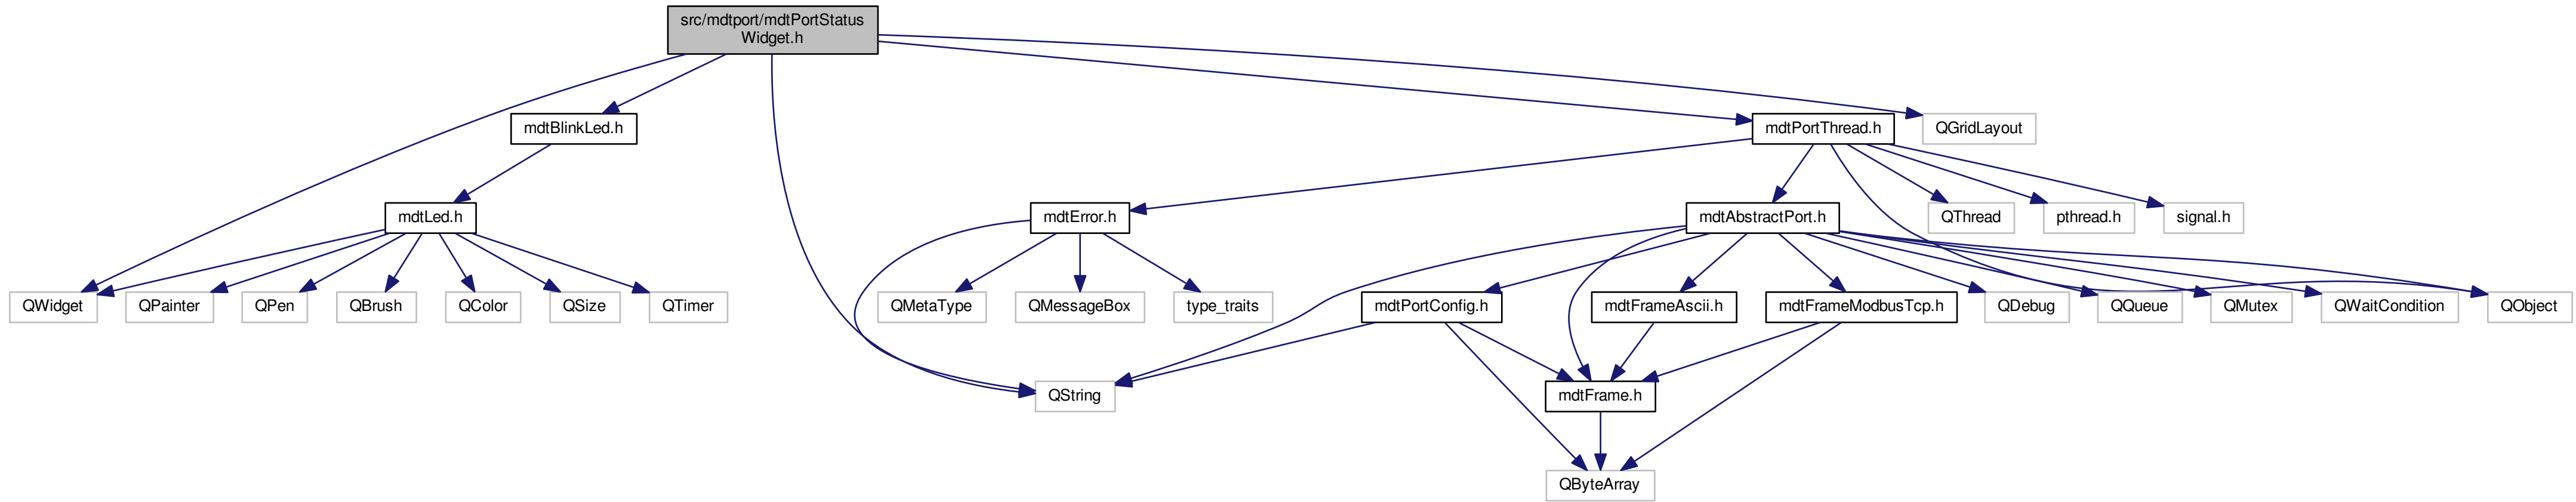 src/mdtport/mdtPortStatus
Widget.h
mdtBlinkLed.h
mdtPortThread.h
QGridLayout
mdtLed.h
mdtError.h
mdtAbstractPort.h
QThread
pthread.h
signal.h
QWidget
QPainter
QPen
QBrush
QColor
QSize
QTimer
QMetaType
QMessageBox
type_traits
mdtPortConfig.h
mdtFrameAscii.h
mdtFrameModbusTcp.h
QDebug
QQueue
QMutex
QWaitCondition
QObject
QString
mdtFrame.h
QByteArray